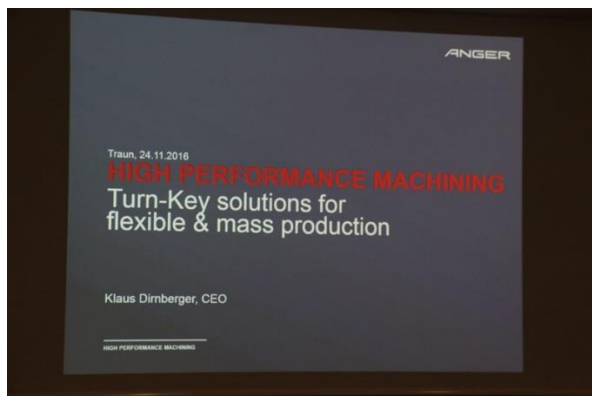 ANGER
Traun, 24.11.2016
HIGH PERFORMANCE MACHINING
Turn-Key solutions for
flexible & mass production
Klaus Dirnberger, CEO
HIGH PERFORMANCE MACHINING